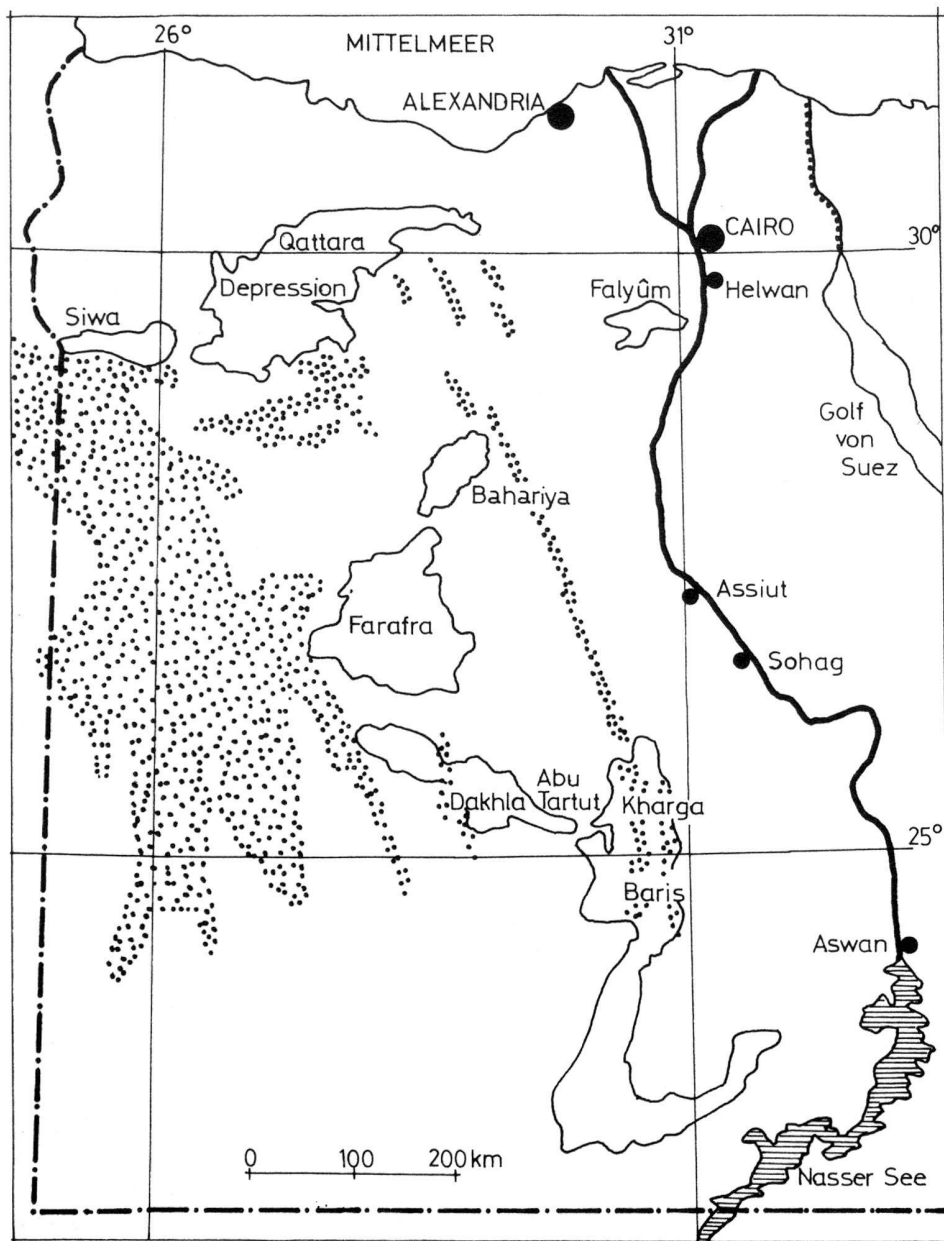 26°
31°
MITTELMEER
ALEXANDRIA
Qattara
Depression
CAIRO
30°
Siwa
Falyûm
Helwan
Golf
von
Suez
Bahariya
Assiut
Farafra
Sohag
Abu
Dakhla Tartut
Kharga
25°
Baris
Aswan
0 100 200 km
Nasser See